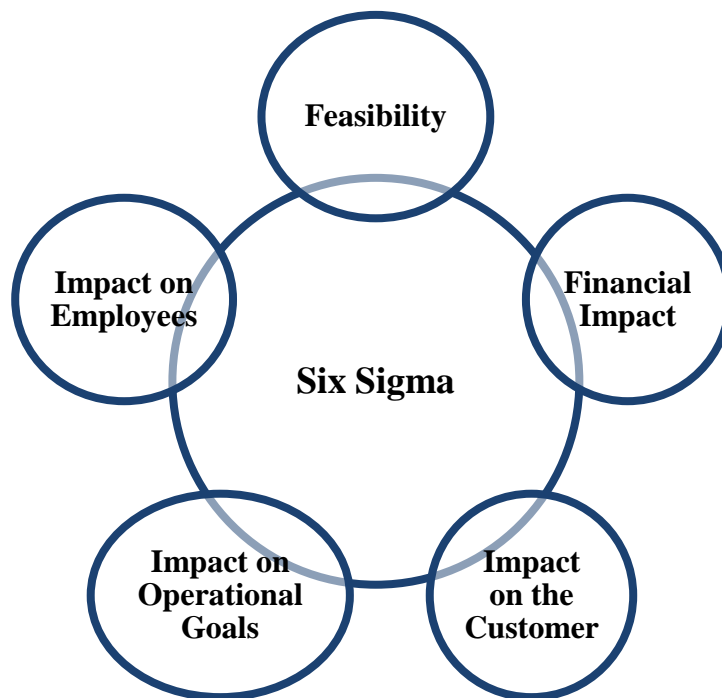 Feasibility
Impact on
Employees
Financial
Impact
Six Sigma
Impact on
Operational
Goals
Impact
on the
Customer